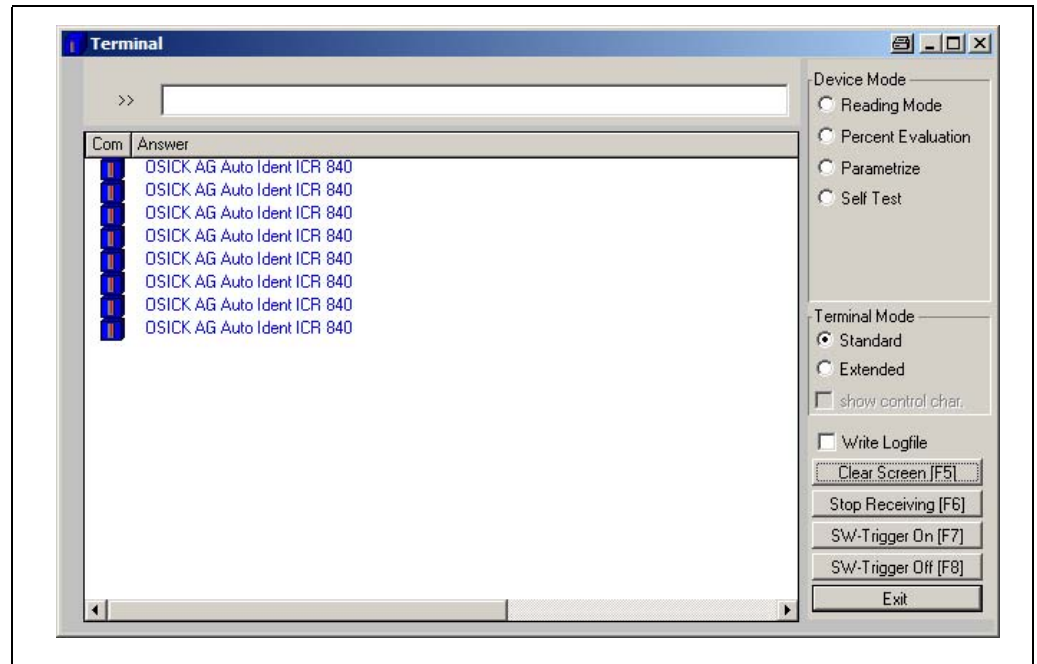 Terminal
>>
Com Answer
OSICK AG Auto Ident ICR 840
OSICK AG Auto Ident ICR 840
OSICK AG Auto Ident ICR 840
OSICK AG Auto Ident ICR 840
OSICK AG Auto Ident ICR 840
OSICK AG Auto Ident ICR 840
OSICK AG Auto Ident ICR 840
OSICK AG Auto Ident ICR 840
Device Mode
Reading Mode
Percent Evaluation
Parametrize
Self Test
Terminal Mode
Standard
Extended
show control char.
Write Logfile
Clear Screen [F5]
Stop Receiving [F6]
SW-Trigger On [F7]
SW-Trigger Off [F8]
Exit